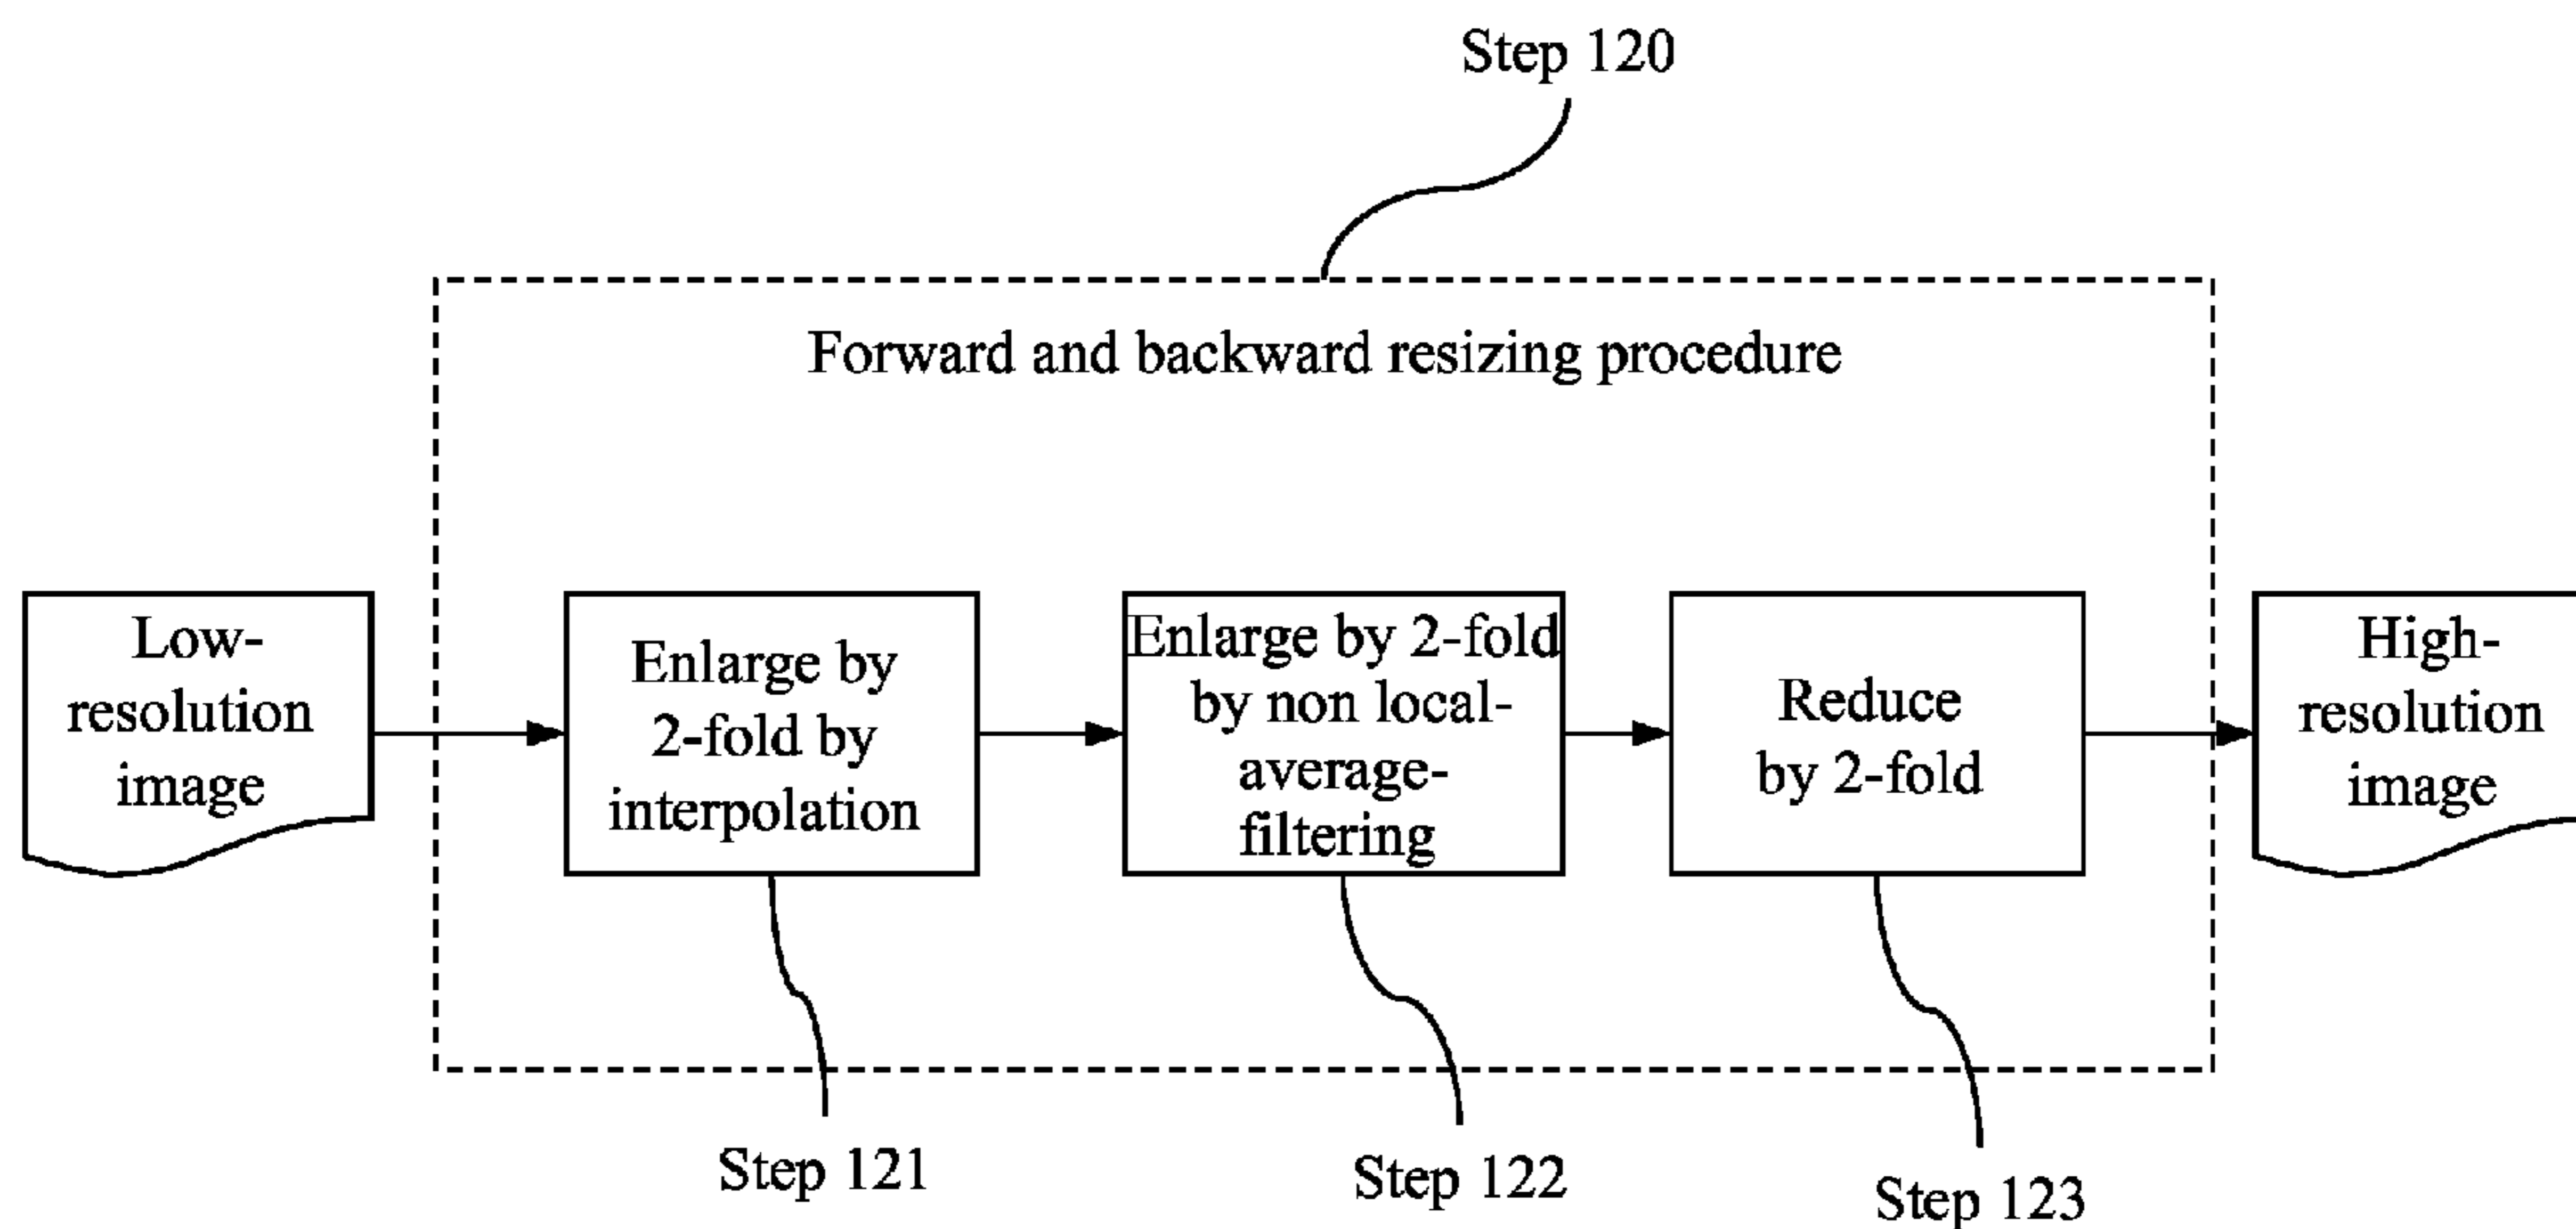 Step 120
Forward and backward resizing procedure
Low-
resolution
image
Enlarge by
2-fold by
interpolation
Enlarge by 2-fold
by non local-
average-
filtering
Reduce
by 2-fold
High-
resolution
image
Step 121
Step 122
Step 123